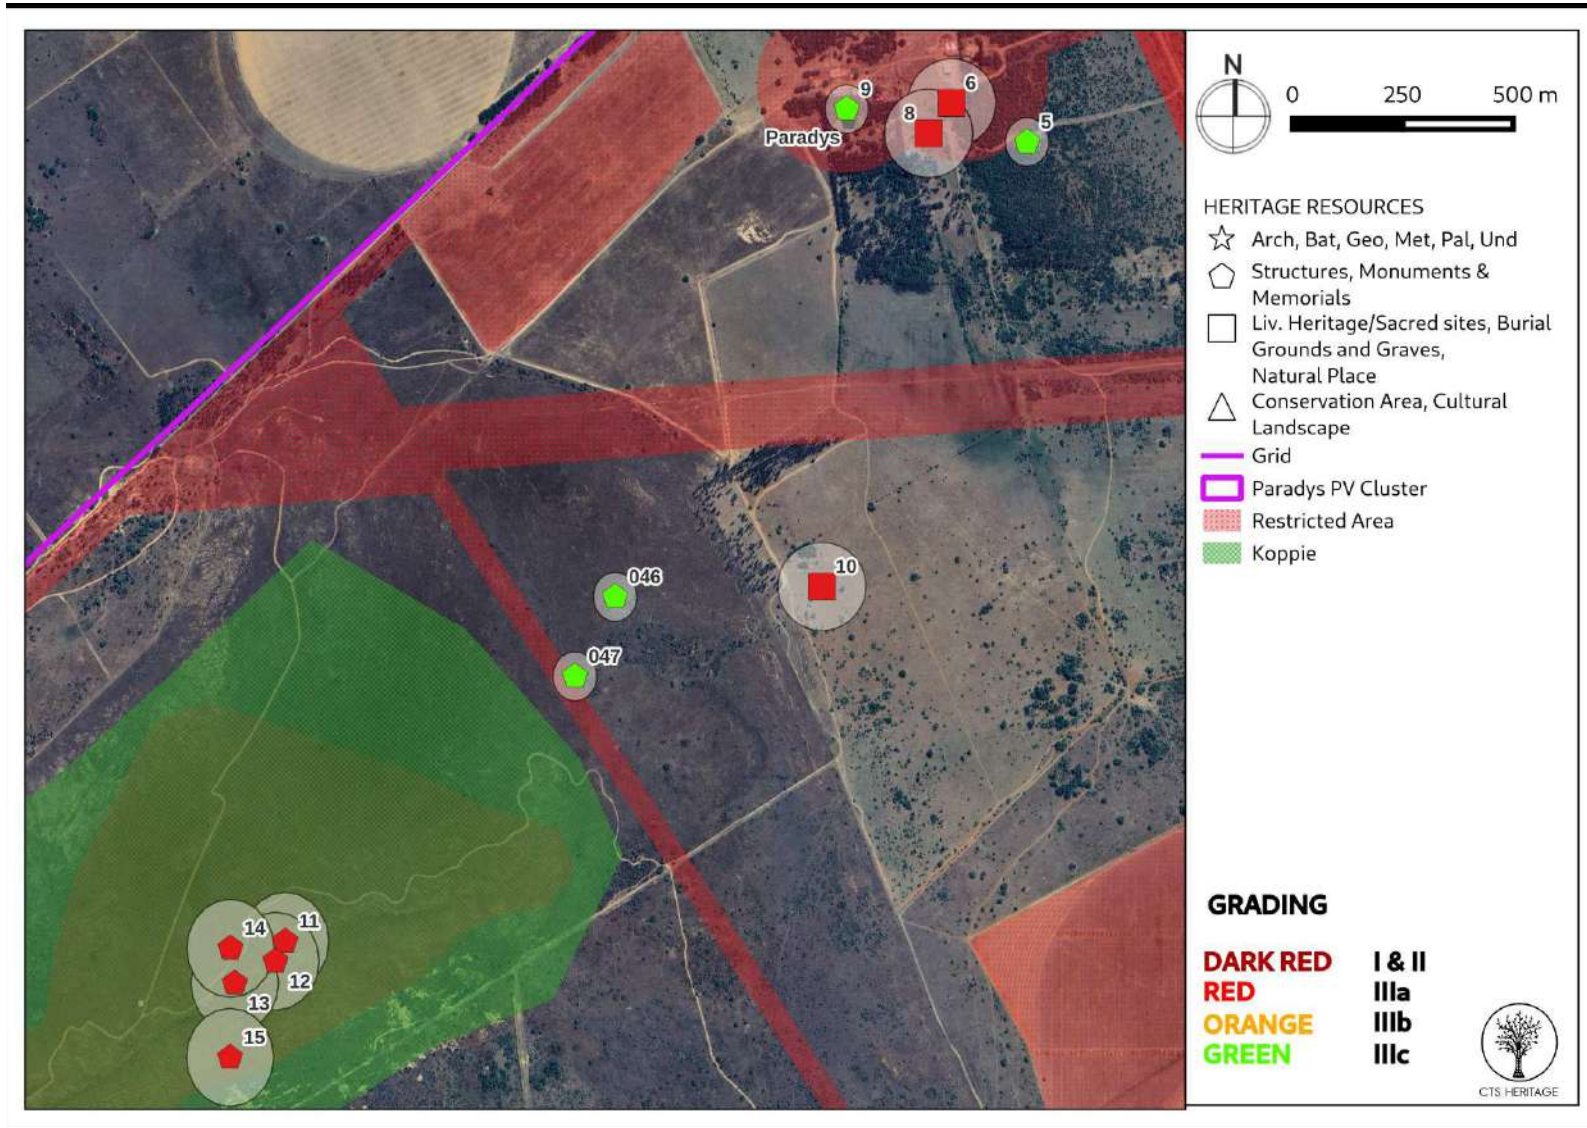 9
6
8
5
Paradys
046
10
047
14
11
12
13
15
N
0 250 500 m
HERITAGE RESOURCES
Arch, Bat, Geo, Met, Pal, Und
Structures, Monuments &
Memorials
Liv. Heritage/Sacred sites, Burial
Grounds and Graves,
Natural Place
Conservation Area, Cultural
Landscape
Grid
Paradys PV Cluster
Restricted Area
Koppie
GRADING
DARK RED I & II
RED IIIa
ORANGE IIIb
GREEN IIIc
CTS HERITAGE